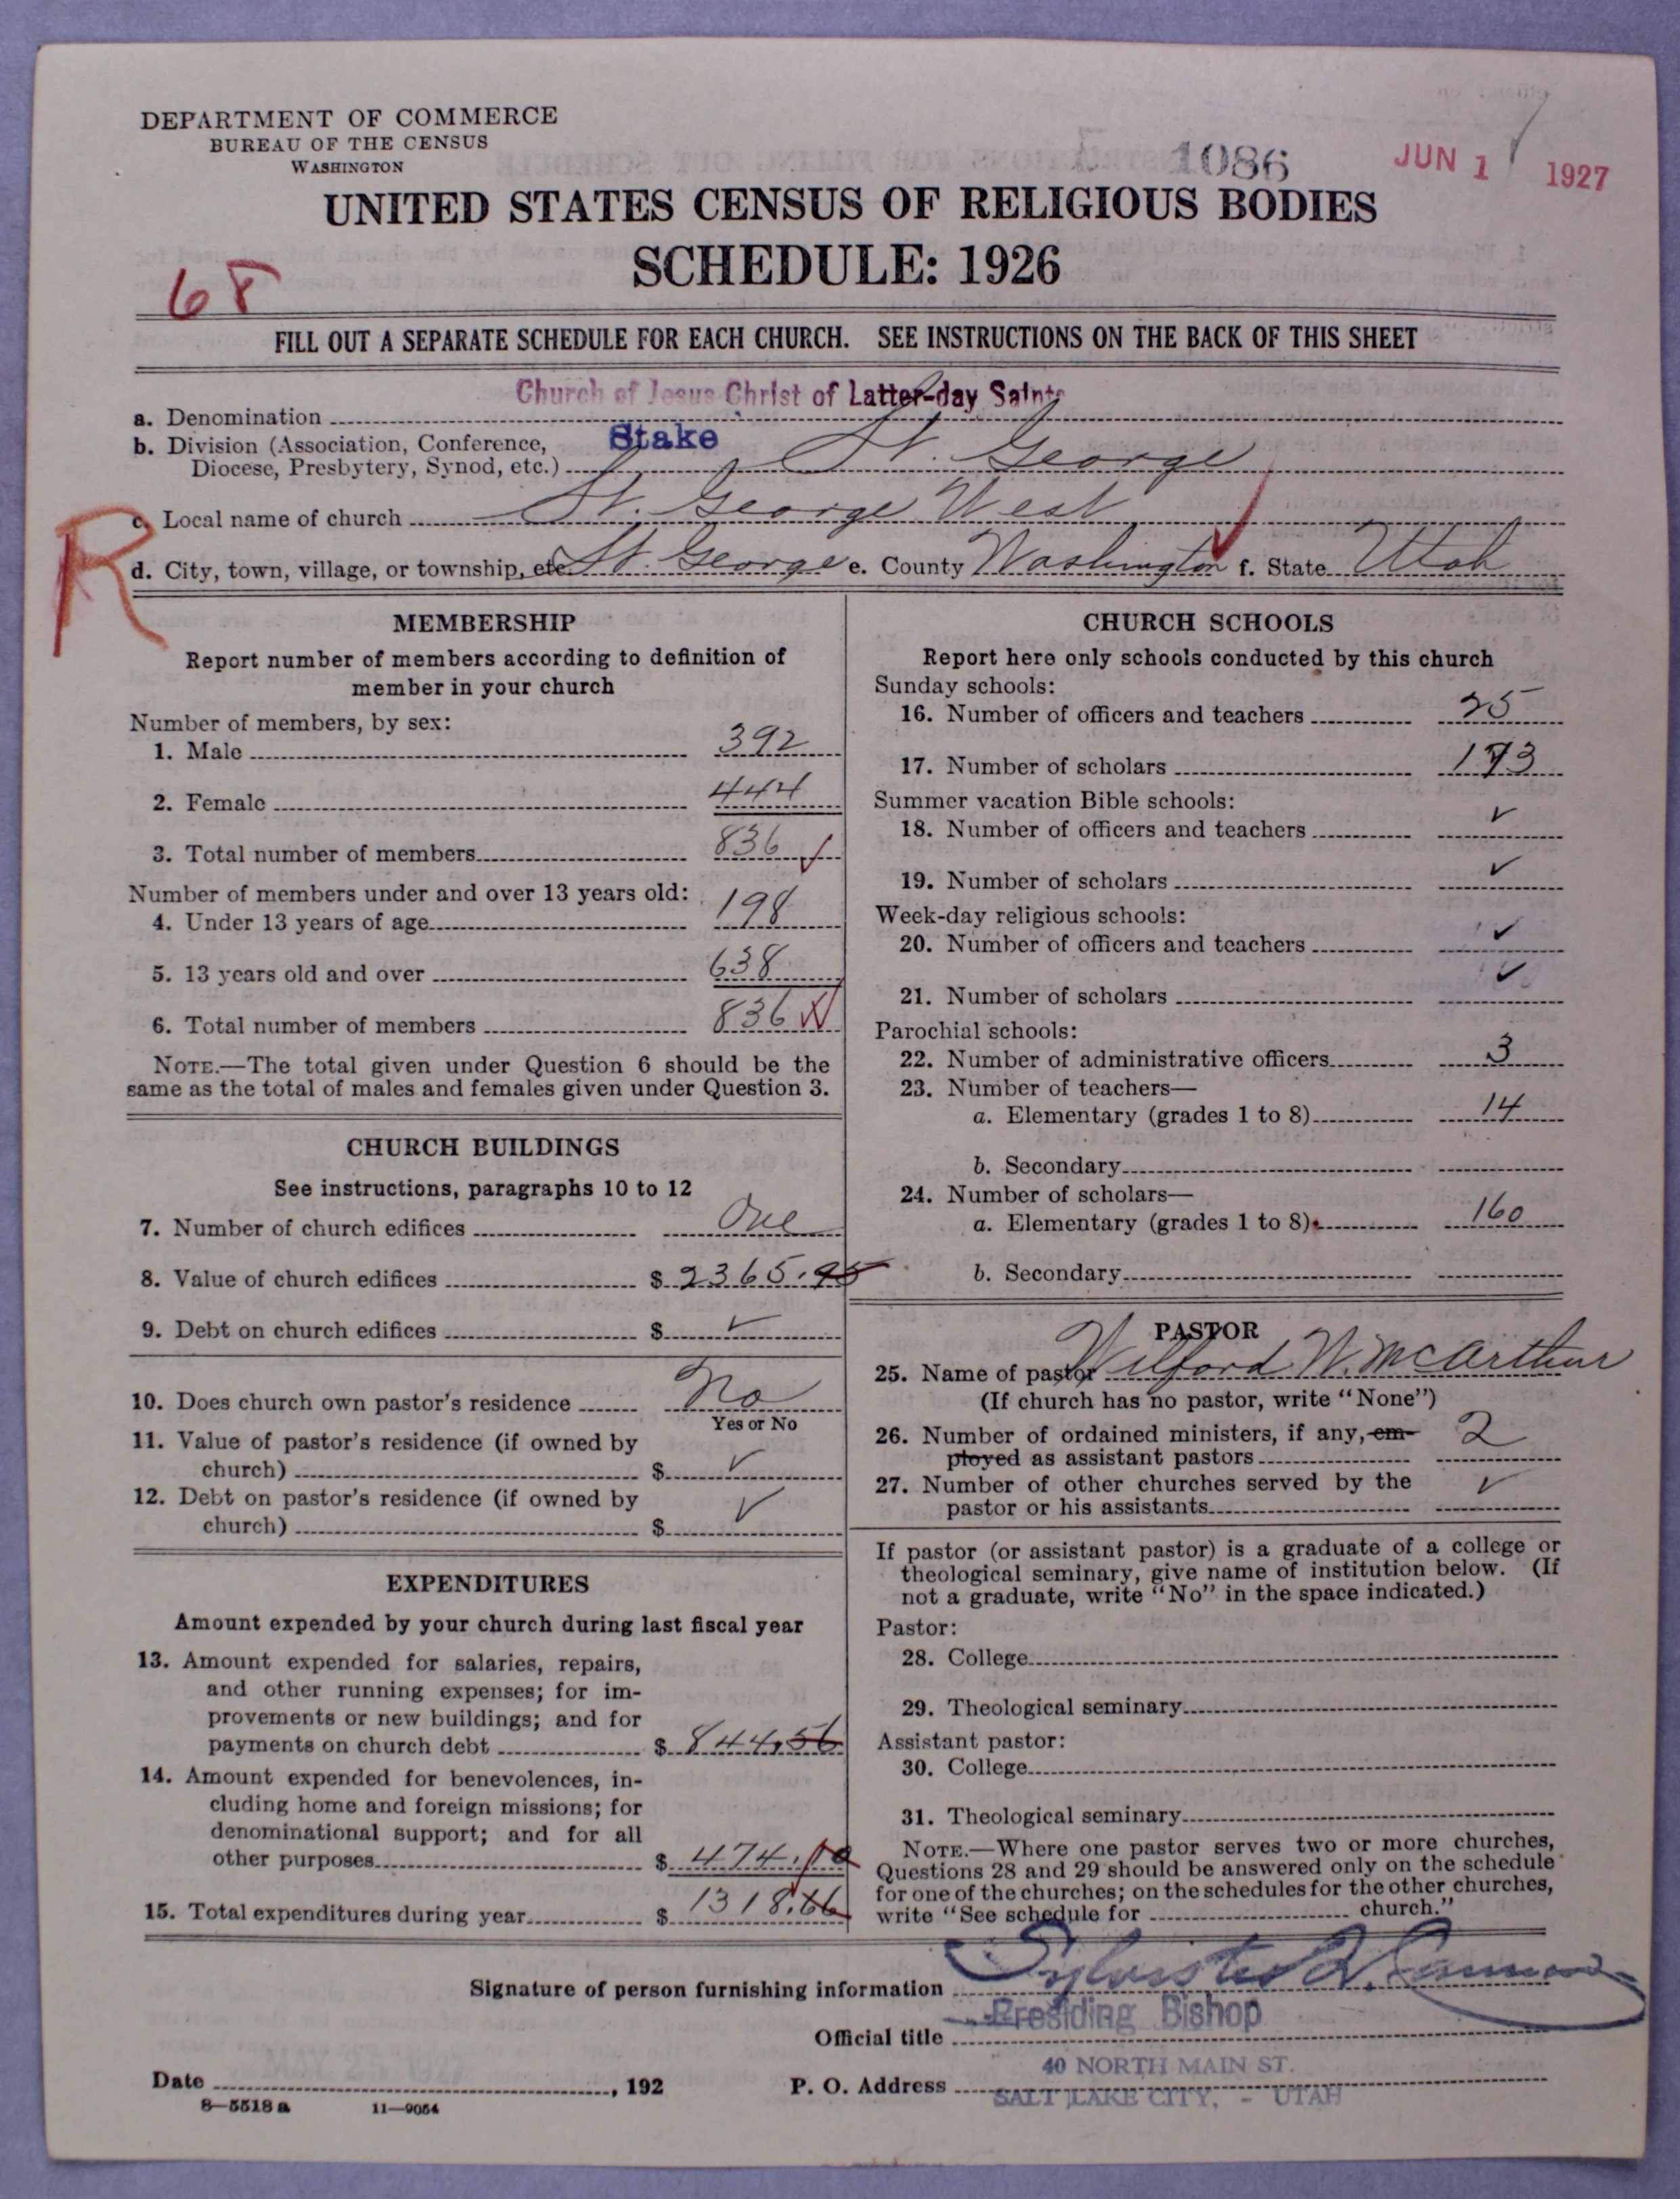 DEPARTMENT OF COMMERCE
BUREAU OF THE CENSUS
WASHINGTON
1086
JUN 1 1927
UNITED STATES CENSUS OF RELIGIOUS BODIES
SCHEDULE: 1926
68
FILL OUT A SEPARATE SCHEDULE FOR EACH CHURCH. SEE INSTRUCTIONS ON THE BACK OF THIS SHEET
a. Denomination Church of Jesus Christ of Latter-day Saints
b. Division (Association, Conference, Stake St. George
Diocese, Presbytery, Synod, etc.)
R
c. Local name of church St. George West
d. City, town, village, or township, etc. St. George e. County Washington f. State Utah
MEMBERSHIP
Report number of members according to definition of
member in your church
Number of members, by sex:
1. Male 392
2. Female 444
3. Total number of members 836
Number of members under and over 13 years old:
4. Under 13 years of age 198
5. 13 years old and over 638
6. Total number of members 836
NOTE.—The total given under Question 6 should be the
same as the total of males and females given under Question 3.
CHURCH BUILDINGS
See instructions, paragraphs 10 to 12
7. Number of church edifices One
8. Value of church edifices $ 2365.95
9. Debt on church edifices $ ✓
10. Does church own pastor's residence No
Yes or No
11. Value of pastor's residence (if owned by
church) $ ✓
12. Debt on pastor's residence (if owned by
church) $ ✓
EXPENDITURES
Amount expended by your church during last fiscal year
13. Amount expended for salaries, repairs,
and other running expenses; for im-
provements or new buildings; and for
payments on church debt $ 844.56
14. Amount expended for benevolences, in-
cluding home and foreign missions; for
denominational support; and for all
other purposes $ 474.10
15. Total expenditures during year $ 1318.66
CHURCH SCHOOLS
Report here only schools conducted by this church
Sunday schools:
16. Number of officers and teachers 25
17. Number of scholars 173
Summer vacation Bible schools:
18. Number of officers and teachers ✓
19. Number of scholars ✓
Week-day religious schools:
20. Number of officers and teachers ✓
21. Number of scholars ✓
Parochial schools:
22. Number of administrative officers 3
23. Number of teachers—
a. Elementary (grades 1 to 8) 14
b. Secondary
24. Number of scholars—
a. Elementary (grades 1 to 8) 160
b. Secondary
PASTOR
25. Name of pastor Wilford W. McArthur
(If church has no pastor, write "None")
26. Number of ordained ministers, if any, em-
ployed as assistant pastors 2
27. Number of other churches served by the
pastor or his assistants ✓
If pastor (or assistant pastor) is a graduate of a college or
theological seminary, give name of institution below. (If
not a graduate, write "No" in the space indicated.)
Pastor:
28. College
29. Theological seminary
Assistant pastor:
30. College
31. Theological seminary
NOTE.—Where one pastor serves two or more churches,
Questions 28 and 29 should be answered only on the schedule
for one of the churches; on the schedules for the other churches,
write "See schedule for church."
Signature of person furnishing information Sylvester Q. Cannon
Official title Presiding Bishop
Date MAY 25 1927, 192
P. O. Address 40 NORTH MAIN ST.
SALT LAKE CITY, - UTAH
8—5518 a 11—9054